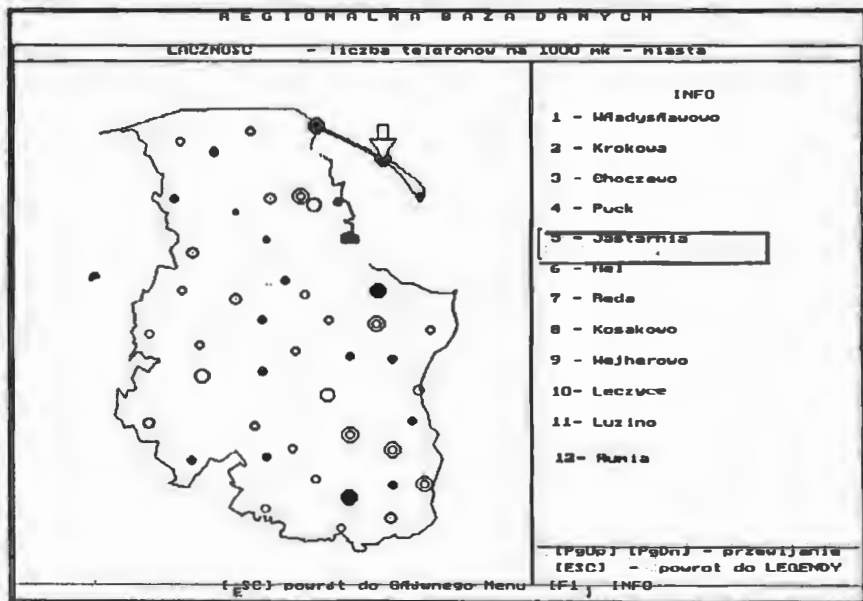 REGIONALNA BAZA DANYCH
LACZNOSC - liczba telefonow na 1000 mk - miasta
INFO
1 - Władysławowo
2 - Krokowa
3 - Choczewo
4 - Puck
5 - Jastarnia
6 - Hel
7 - Reda
8 - Kosakowo
9 - Wejherowo
10- Leczyce
11- Luzino
12- Rumia
[PgUp] [PgDn] - przewijanie
[ESC] - powrot do LEGENDY
[ESC] powrót do Głównego Menu [F1] INFO